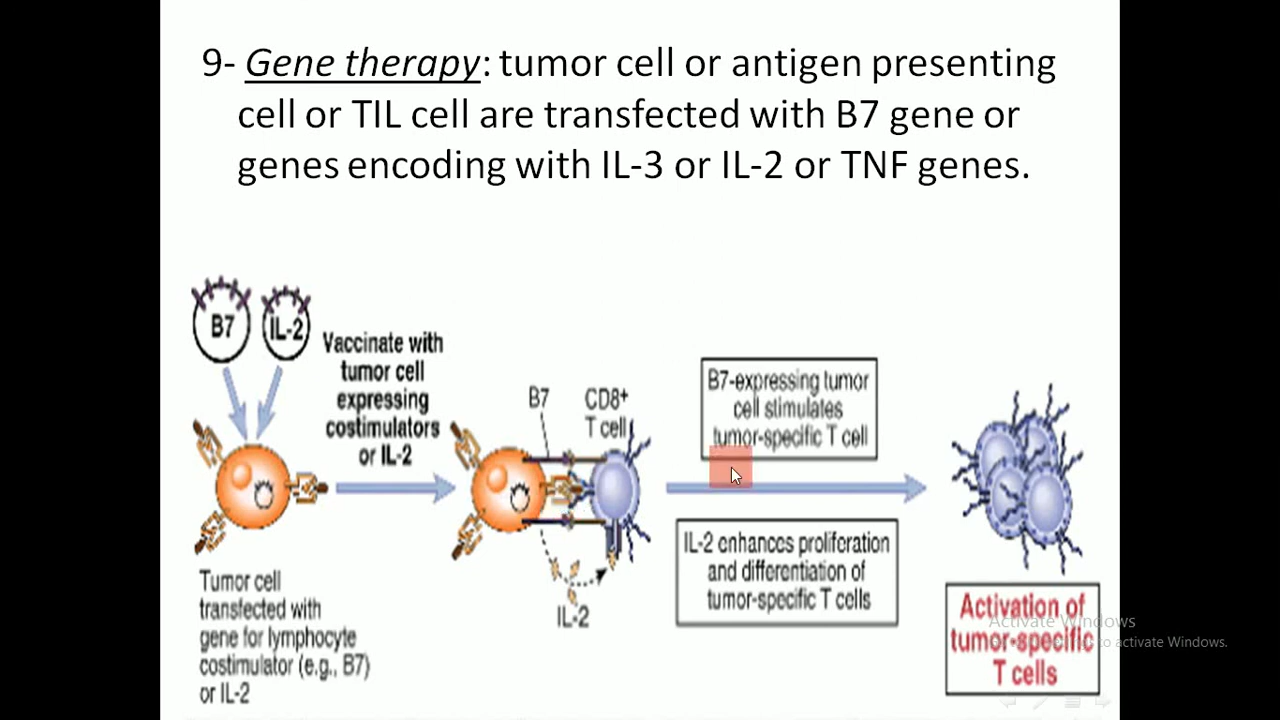 9- Gene therapy: tumor cell or antigen presenting
cell or TIL cell are transfected with B7 gene or
genes encoding with IL-3 or IL-2 or TNF genes.
B7
IL-2
Vaccinate with
tumor cell
expressing
costimulators
or IL-2
B7
CD8+
T cell
B7-expressing tumor
cell stimulates
tumor-specific T cell
IL-2 enhances proliferation
and differentiation of
tumor-specific T cells
IL-2
Tumor cell
transfected with
gene for lymphocyte
costimulator (e.g., B7)
or IL-2
Activation of
tumor-specific
T cells
Activate Windows
to activate Windows.